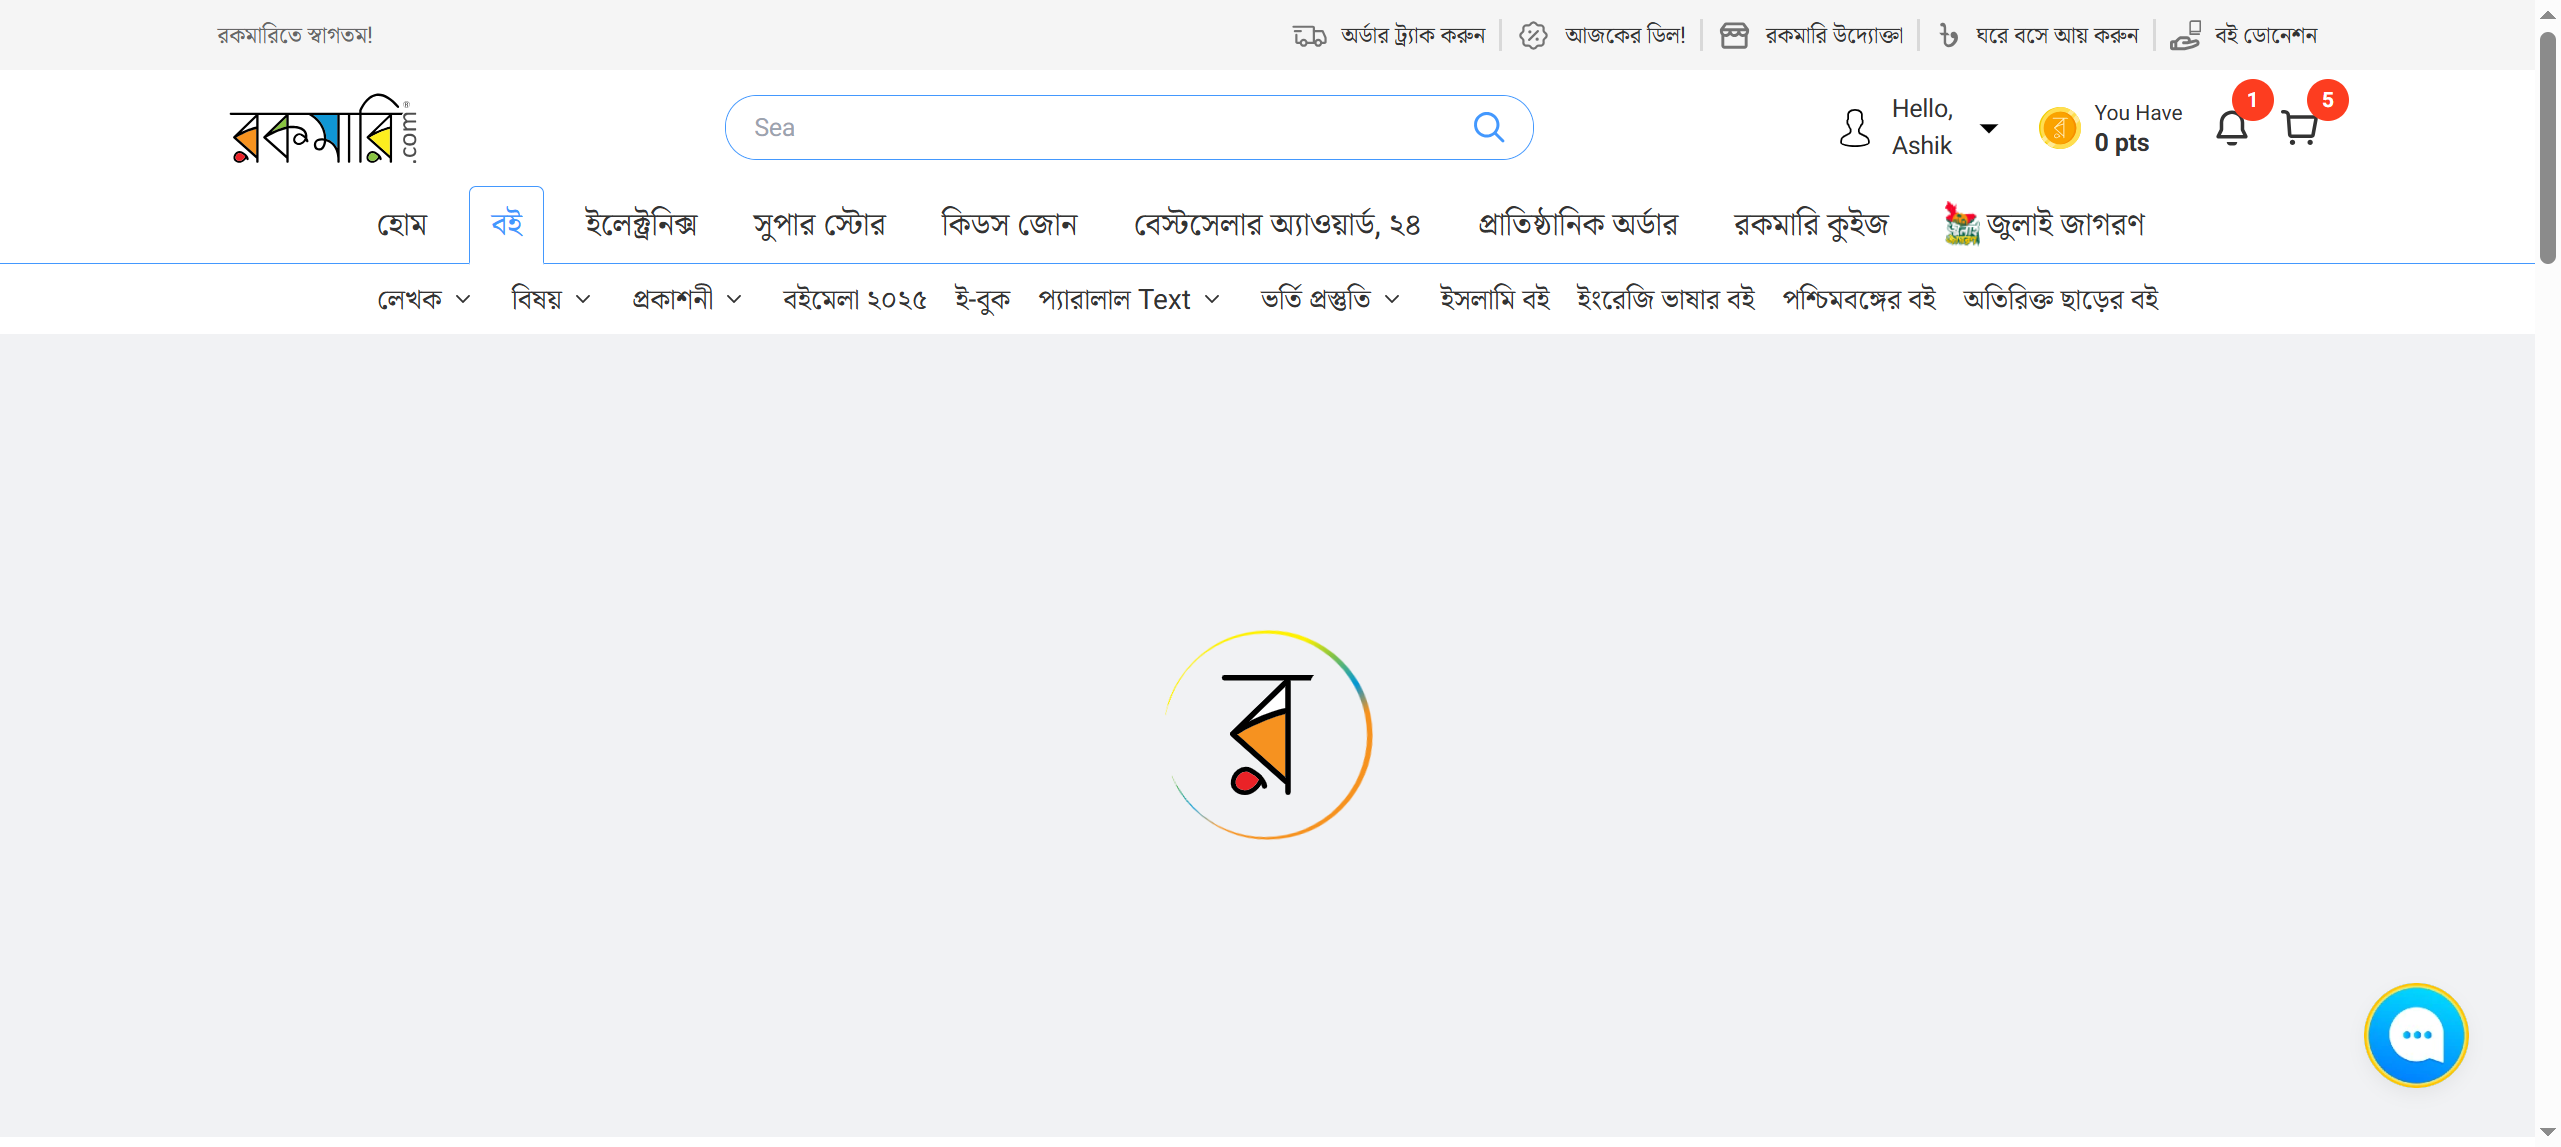 রকমারিতে স্বাগতম!
অর্ডার ট্র্যাক করুন
আজকের ডিল!
রকমারি উদ্যোক্তা
ঘরে বসে আয় করুন
বই ডোনেশন
রকমারি®.com
Sea
Hello,
Ashik
You Have
0 pts
1
5
হোম
বই
ইলেক্ট্রনিক্স
সুপার স্টোর
কিডস জোন
বেস্টসেলার অ্যাওয়ার্ড, ২৪
প্রাতিষ্ঠানিক অর্ডার
রকমারি কুইজ
জুলাই জাগরণ
লেখক
বিষয়
প্রকাশনী
বইমেলা ২০২৫
ই-বুক
প্যারালাল Text
ভর্তি প্রস্তুতি
ইসলামি বই
ইংরেজি ভাষার বই
পশ্চিমবঙ্গের বই
অতিরিক্ত ছাড়ের বই
র